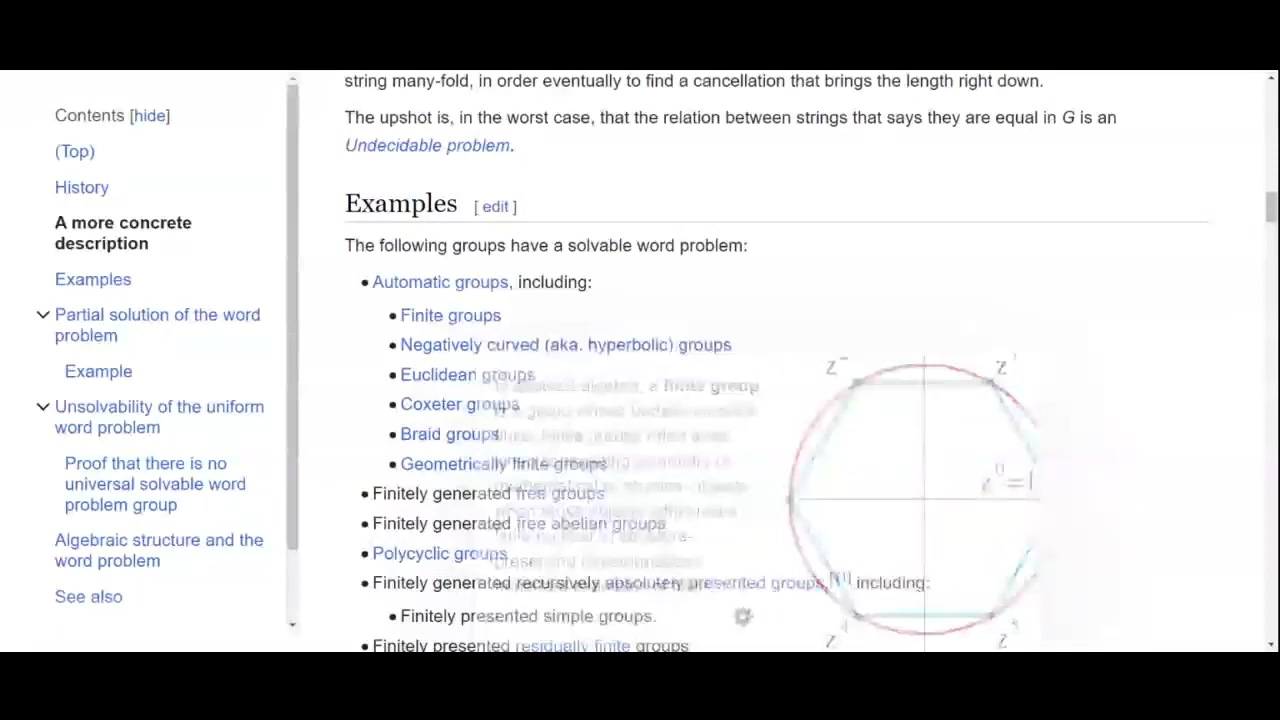 string many-fold, in order eventually to find a cancellation that brings the length right down.
The upshot is, in the worst case, that the relation between strings that says they are equal in G is an
Undecidable problem.
Contents [hide]
(Top)
History
A more concrete
description
Examples
Partial solution of the word
problem
Example
Unsolvability of the uniform
word problem
Proof that there is no
universal solvable word
problem group
Algebraic structure and the
word problem
See also
Examples [ edit ]
The following groups have a solvable word problem:
• Automatic groups, including:
• Finite groups
• Negatively curved (aka. hyperbolic) groups
• Euclidean groups
• Coxeter groups
• Braid groups
• Geometrically finite groups
• Finitely generated free groups
• Finitely generated free abelian groups
• Polycyclic groups
• Finitely generated recursively absolutely presented groups,[11] including:
• Finitely presented simple groups.
• Finitely presented residually finite groups
a finite group
z⁰=1